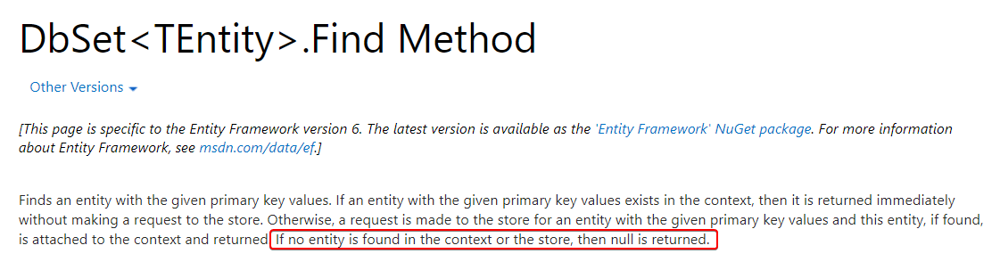 DbSet<TEntity>.Find Method
Other Versions
[This page is specific to the Entity Framework version 6. The latest version is available as the 'Entity Framework' NuGet package. For more information
about Entity Framework, see msdn.com/data/ef.]
Finds an entity with the given primary key values. If an entity with the given primary key values exists in the context, then it is returned immediately
without making a request to the store. Otherwise, a request is made to the store for an entity with the given primary key values and this entity, if found,
is attached to the context and returned If no entity is found in the context or the store, then null is returned.